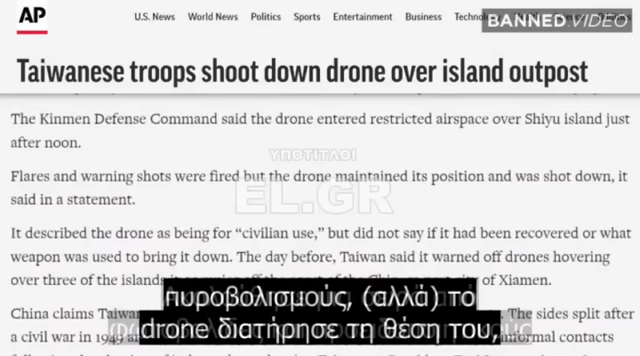 AP
U.S. News World News Politics Sports Entertainment Business
BANNED.VIDEO
Taiwanese troops shoot down drone over island outpost
The Kinmen Defense Command said the drone entered restricted airspace over Shiyu island just
after noon.
ΥΠΟΤΙΤΛΟΙ
Flares and warning shots were fired but the drone maintained its position and was shot down, it
EL.GR
said in a statement.
It described the drone as being for “civilian use,” but did not say if it had been recovered or what
weapon was used to bring it down. The day before, Taiwan said it warned off drones hovering
over three of the islands of Xiamen.
πυροβολισμούς, (αλλά) το
China claims The sides split after
drone διατήρησε τη θέση του,
a civil war in 1949 informal contacts